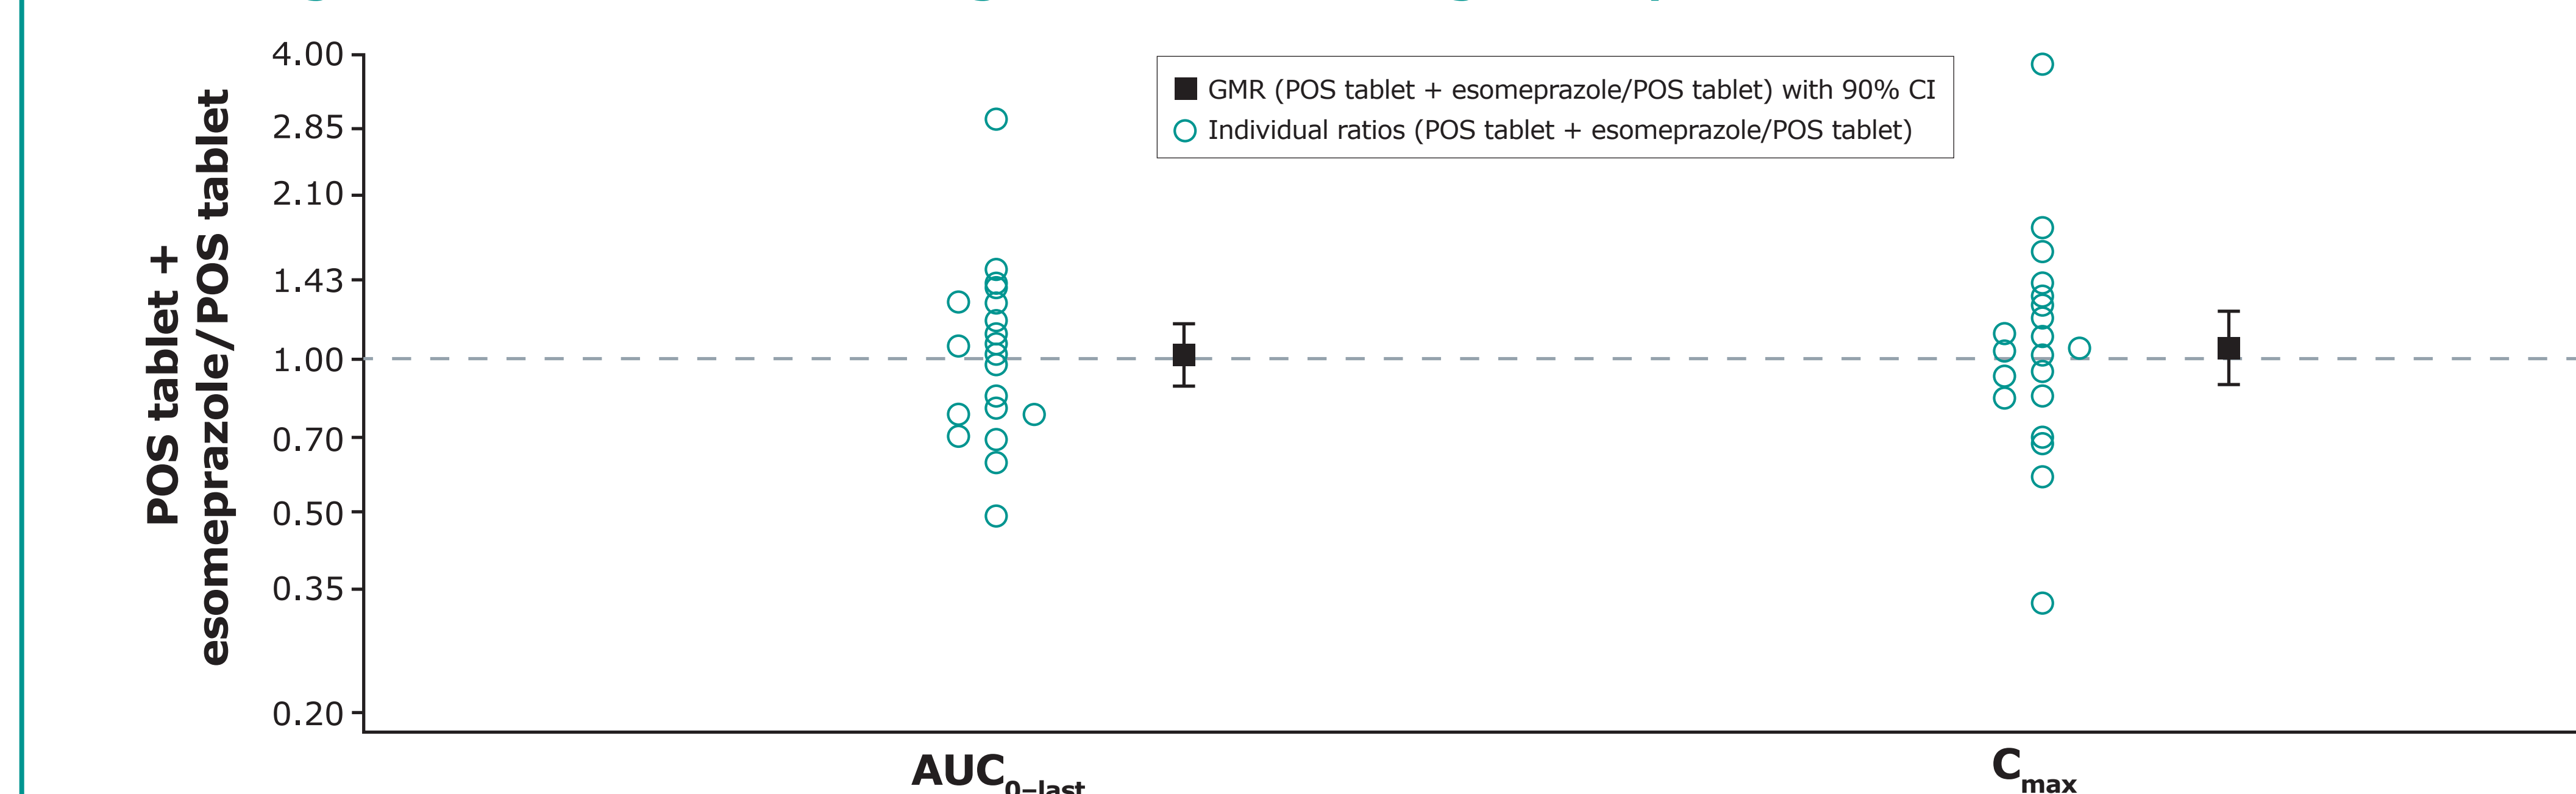 POS tablet +
esomeprazole/POS tablet
4.00
2.85
2.10
1.43
1.00
0.70
0.50
0.35
0.20
GMR (POS tablet + esomeprazole/POS tablet) with 90% CI
Individual ratios (POS tablet + esomeprazole/POS tablet)
AUC0–last
Cmax